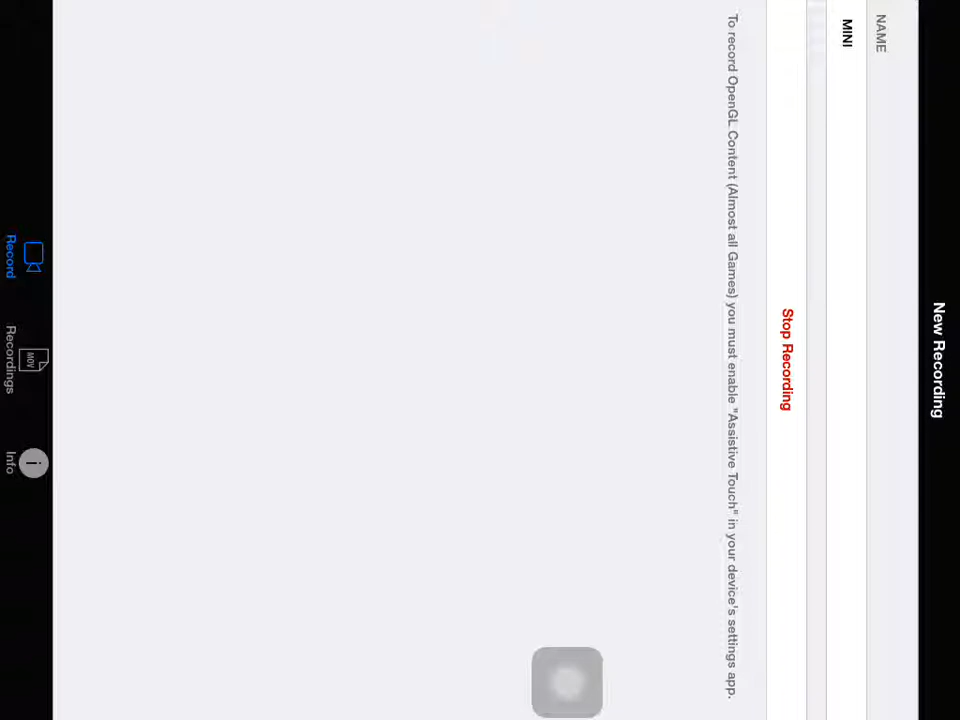 New Recording
NAME
MINI
Stop Recording
To record OpenGL Content (Almost all Games) you must enable "Assistive Touch" in your device's settings app.
Record
MOV
Recordings
i
Info